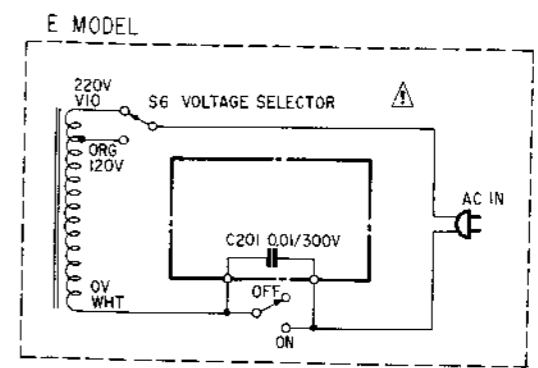 E MODEL
220V
VIO
S6 VOLTAGE SELECTOR
ORG
120V
AC IN
C201 0.01/300V
0V
WHT
OFF
ON